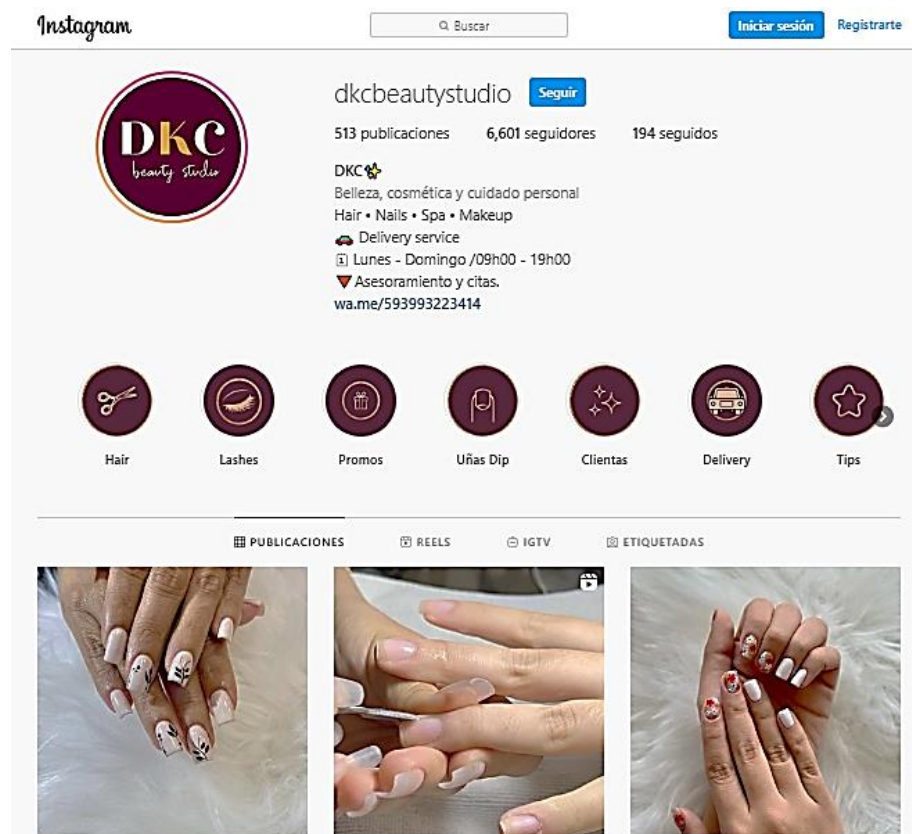 Instagram
Buscar
Iniciar sesión
Registrarte
DKC
beauty studio
dkcbeautystudio
Seguir
513 publicaciones 6,601 seguidores 194 seguidos
DKC✨
Belleza, cosmética y cuidado personal
Hair • Nails • Spa • Makeup
🚗 Delivery service
🗓 Lunes - Domingo /09h00 - 19h00
🔻Asesoramiento y citas.
wa.me/593993223414
Hair Lashes Promos Uñas Dip Clientas Delivery Tips
PUBLICACIONES REELS IGTV ETIQUETADAS